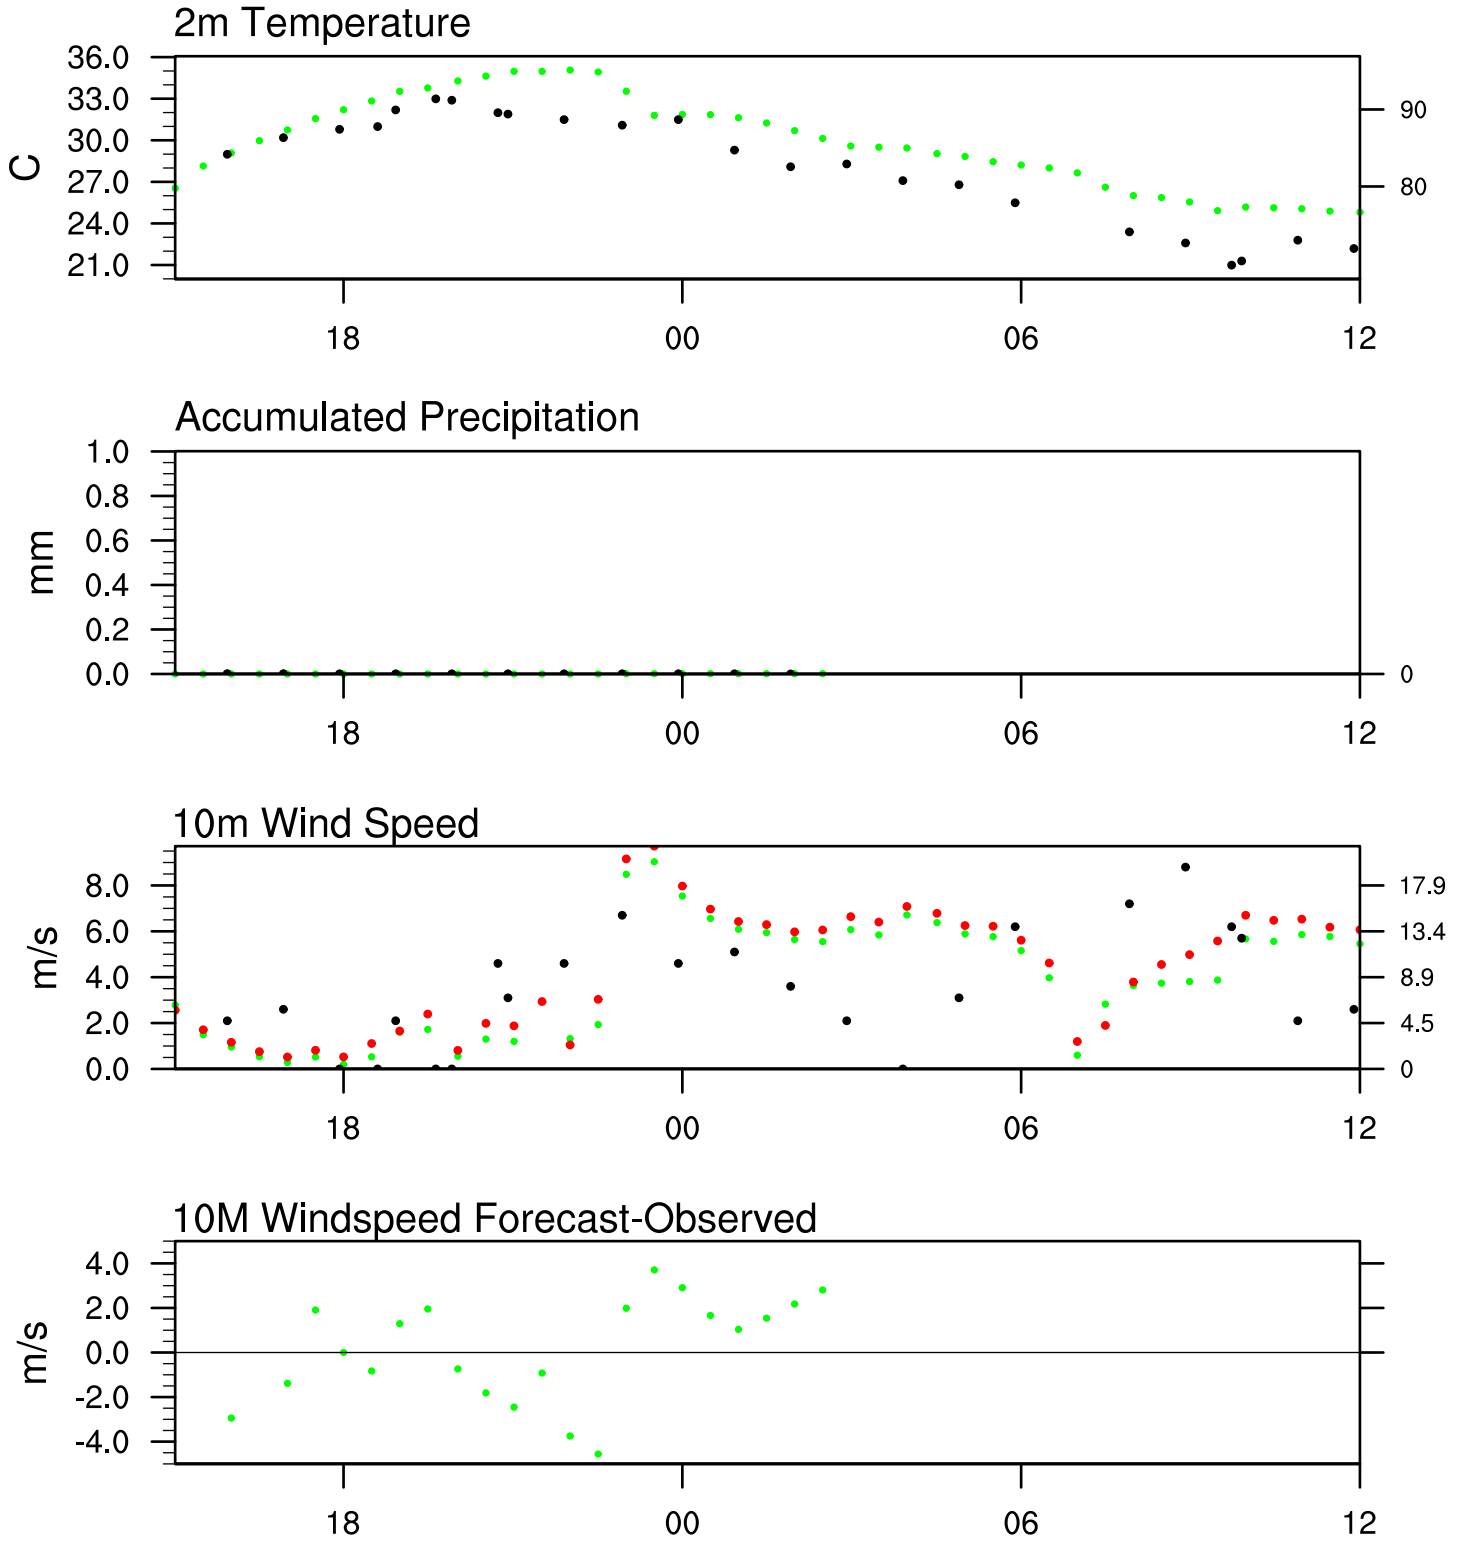 2m Temperature
36.0
33.0
30.0
27.0
24.0
21.0
C
90
80
18 00 06 12
Accumulated Precipitation
1.0
0.8
0.6
0.4
0.2
0.0
mm
0
18 00 06 12
10m Wind Speed
8.0
6.0
4.0
2.0
0.0
m/s
17.9
13.4
8.9
4.5
0
18 00 06 12
10M Windspeed Forecast-Observed
4.0
2.0
0.0
-2.0
-4.0
m/s
18 00 06 12